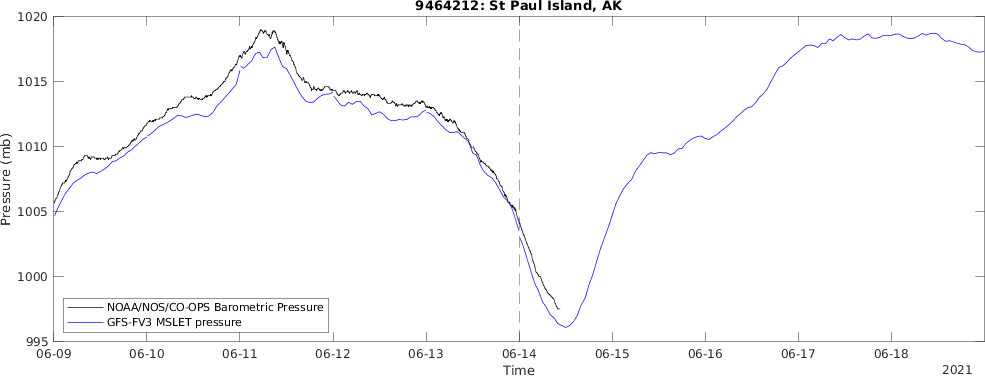 9464212: St Paul Island, AK
1020
1015
1010
1005
1000
995
Pressure (mb)
NOAA/NOS/CO-OPS Barometric Pressure
GFS-FV3 MSLET pressure
06-09 06-10 06-11 06-12 06-13 06-14 06-15 06-16 06-17 06-18
Time
2021